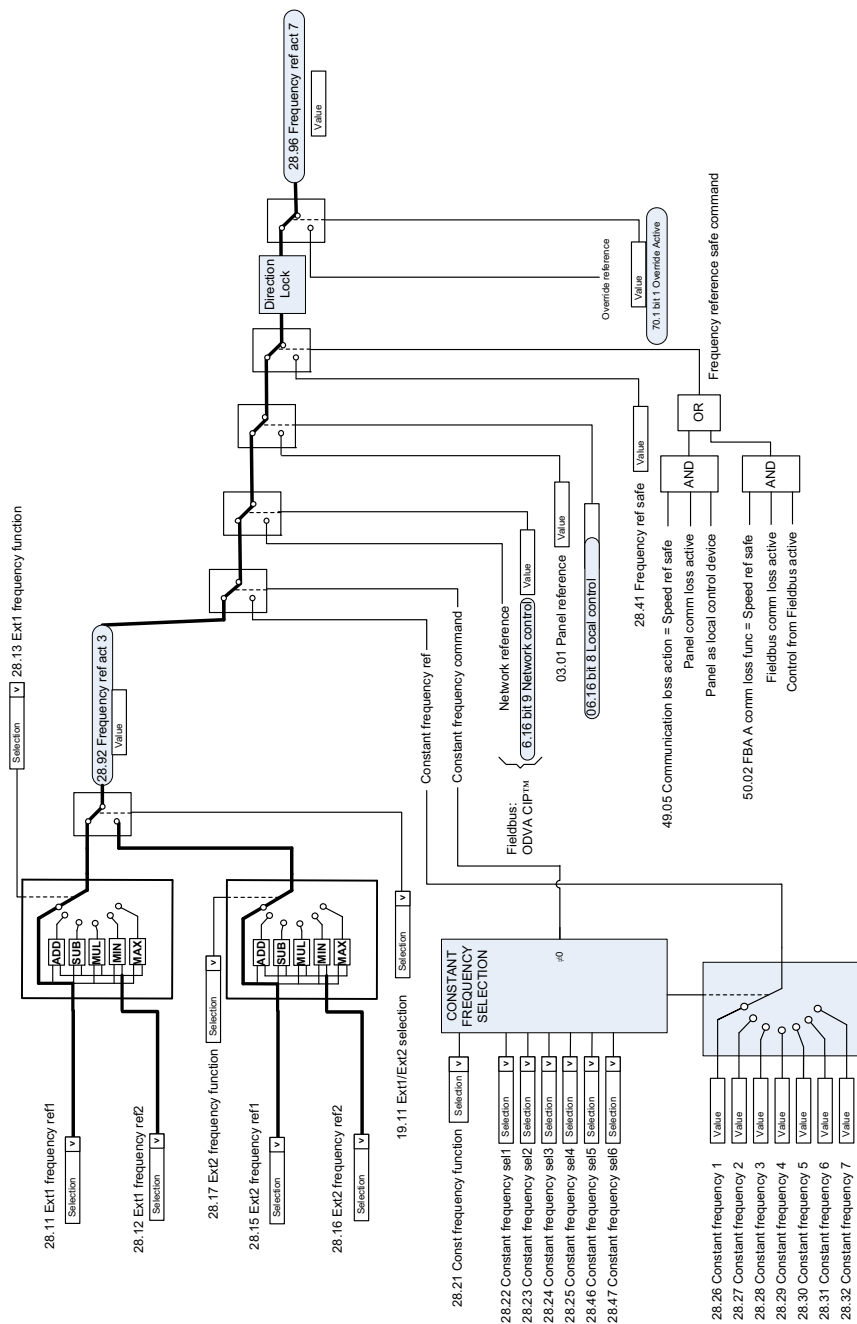 28.11 Ext1 frequency ref1
Selection v
28.12 Ext1 frequency ref2
Selection v
ADD
SUB
MUL
MIN
MAX
28.13 Ext1 frequency function
Selection v
28.17 Ext2 frequency function
Selection v
28.15 Ext2 frequency ref1
Selection v
28.16 Ext2 frequency ref2
Selection v
ADD
SUB
MUL
MIN
MAX
19.11 Ext1/Ext2 selection
Selection v
28.92 Frequency ref act 3
Value
28.21 Const frequency function
Selection v
28.22 Constant frequency sel1
Selection v
28.23 Constant frequency sel2
Selection v
28.24 Constant frequency sel3
Selection v
28.25 Constant frequency sel4
Selection v
28.46 Constant frequency sel5
Selection v
28.47 Constant frequency sel6
Selection v
CONSTANT
FREQUENCY
SELECTION
≠0
28.26 Constant frequency 1
Value
28.27 Constant frequency 2
Value
28.28 Constant frequency 3
Value
28.29 Constant frequency 4
Value
28.30 Constant frequency 5
Value
28.31 Constant frequency 6
Value
28.32 Constant frequency 7
Value
Constant frequency ref
Constant frequency command
Fieldbus:
ODVA CIP™
Network reference
6.16 bit 9 Network control
Value
03.01 Panel reference
Value
06.16 bit 8 Local control
28.41 Frequency ref safe
Value
49.05 Communication loss action = Speed ref safe
Panel comm loss active
Panel as local control device
AND
50.02 FBA A comm loss func = Speed ref safe
Fieldbus comm loss active
Control from Fieldbus active
AND
OR
Frequency reference safe command
Direction
Lock
Override reference
Value
70.1 bit 1 Override Active
28.96 Frequency ref act 7
Value